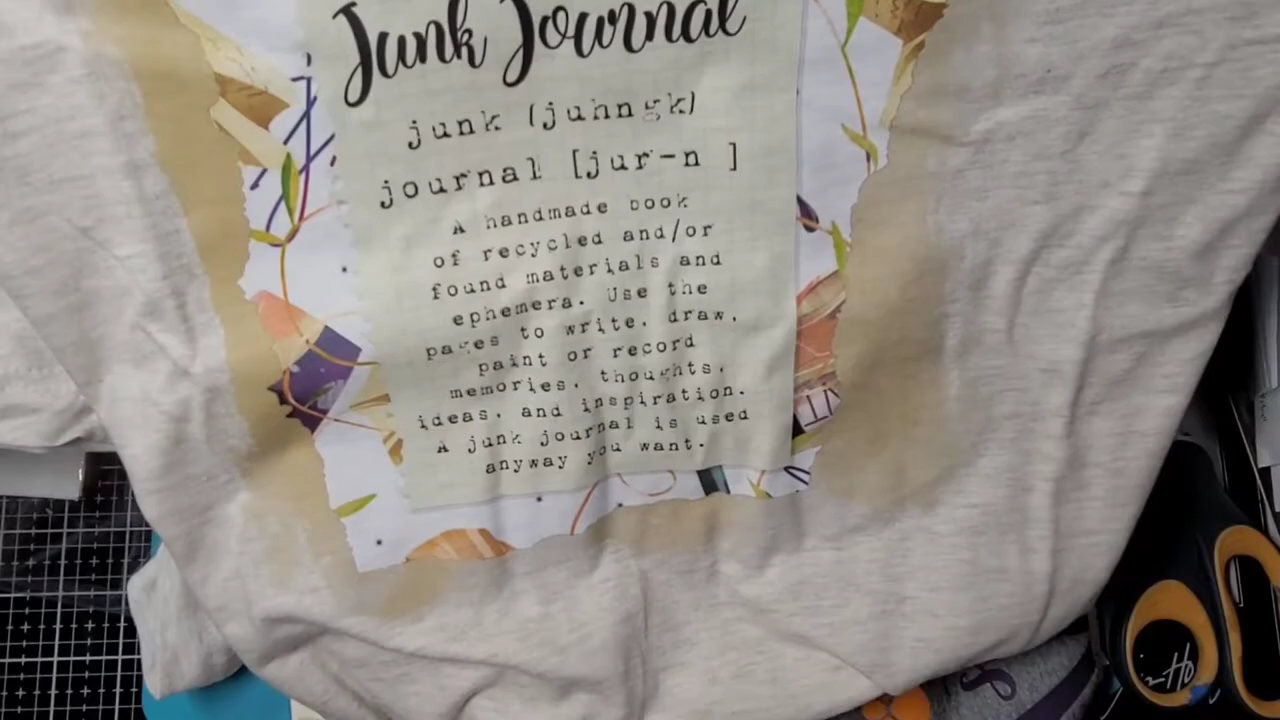 Junk Journal
junk (juhngk)
journal [jur-n ]
A handmade book
of recycled and/or
found materials and
ephemera. Use the
pages to write, draw,
paint or record
memories, thoughts,
ideas, and inspiration.
A junk journal is used
anyway you want.